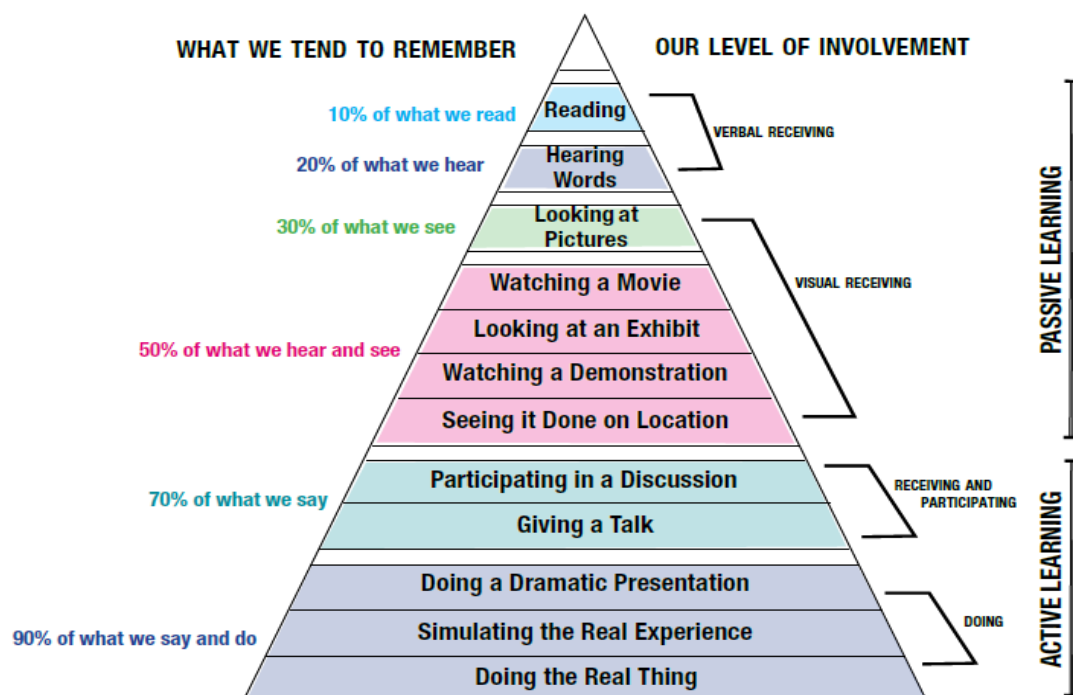 WHAT WE TEND TO REMEMBER
OUR LEVEL OF INVOLVEMENT
10% of what we read
Reading
VERBAL RECEIVING
20% of what we hear
Hearing
Words
30% of what we see
Looking at
Pictures
Watching a Movie
VISUAL RECEIVING
Looking at an Exhibit
50% of what we hear and see
Watching a Demonstration
Seeing it Done on Location
PASSIVE LEARNING
Participating in a Discussion
70% of what we say
RECEIVING AND
PARTICIPATING
Giving a Talk
Doing a Dramatic Presentation
90% of what we say and do
Simulating the Real Experience
DOING
Doing the Real Thing
ACTIVE LEARNING